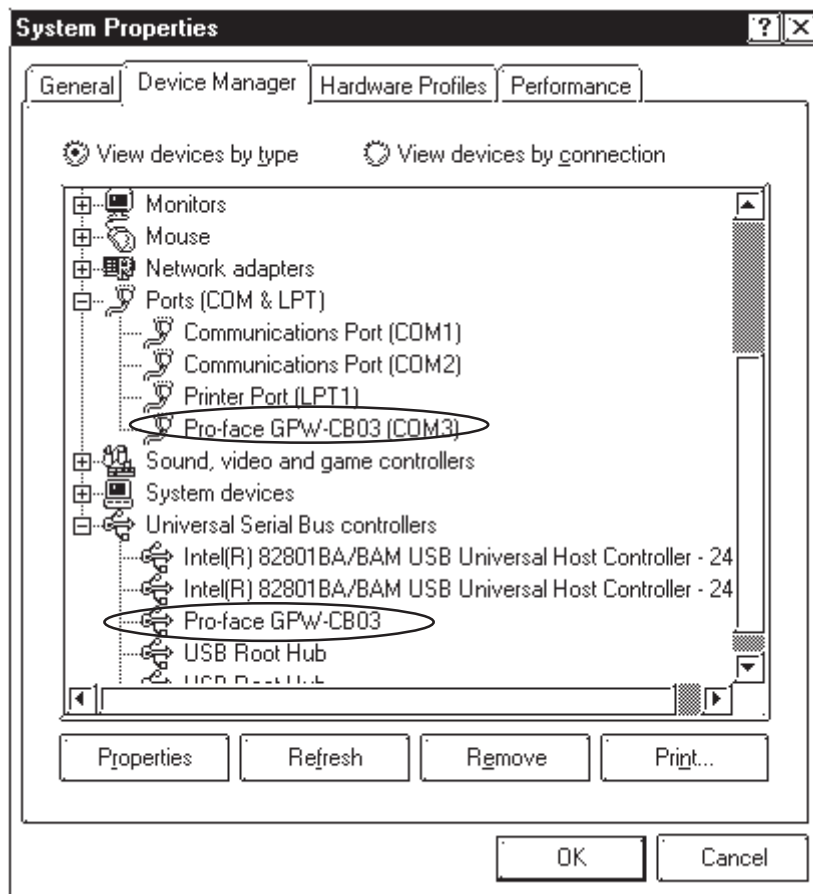 System Properties ? X
General Device Manager Hardware Profiles Performance
View devices by type View devices by connection
Monitors
Mouse
Network adapters
Ports (COM & LPT)
Communications Port (COM1)
Communications Port (COM2)
Printer Port (LPT1)
Pro-face GPW-CB03 (COM3)
Sound, video and game controllers
System devices
Universal Serial Bus controllers
Intel(R) 82801BA/BAM USB Universal Host Controller - 24
Intel(R) 82801BA/BAM USB Universal Host Controller - 24
Pro-face GPW-CB03
USB Root Hub
USB Root Hub
Properties Refresh Remove Print...
OK Cancel